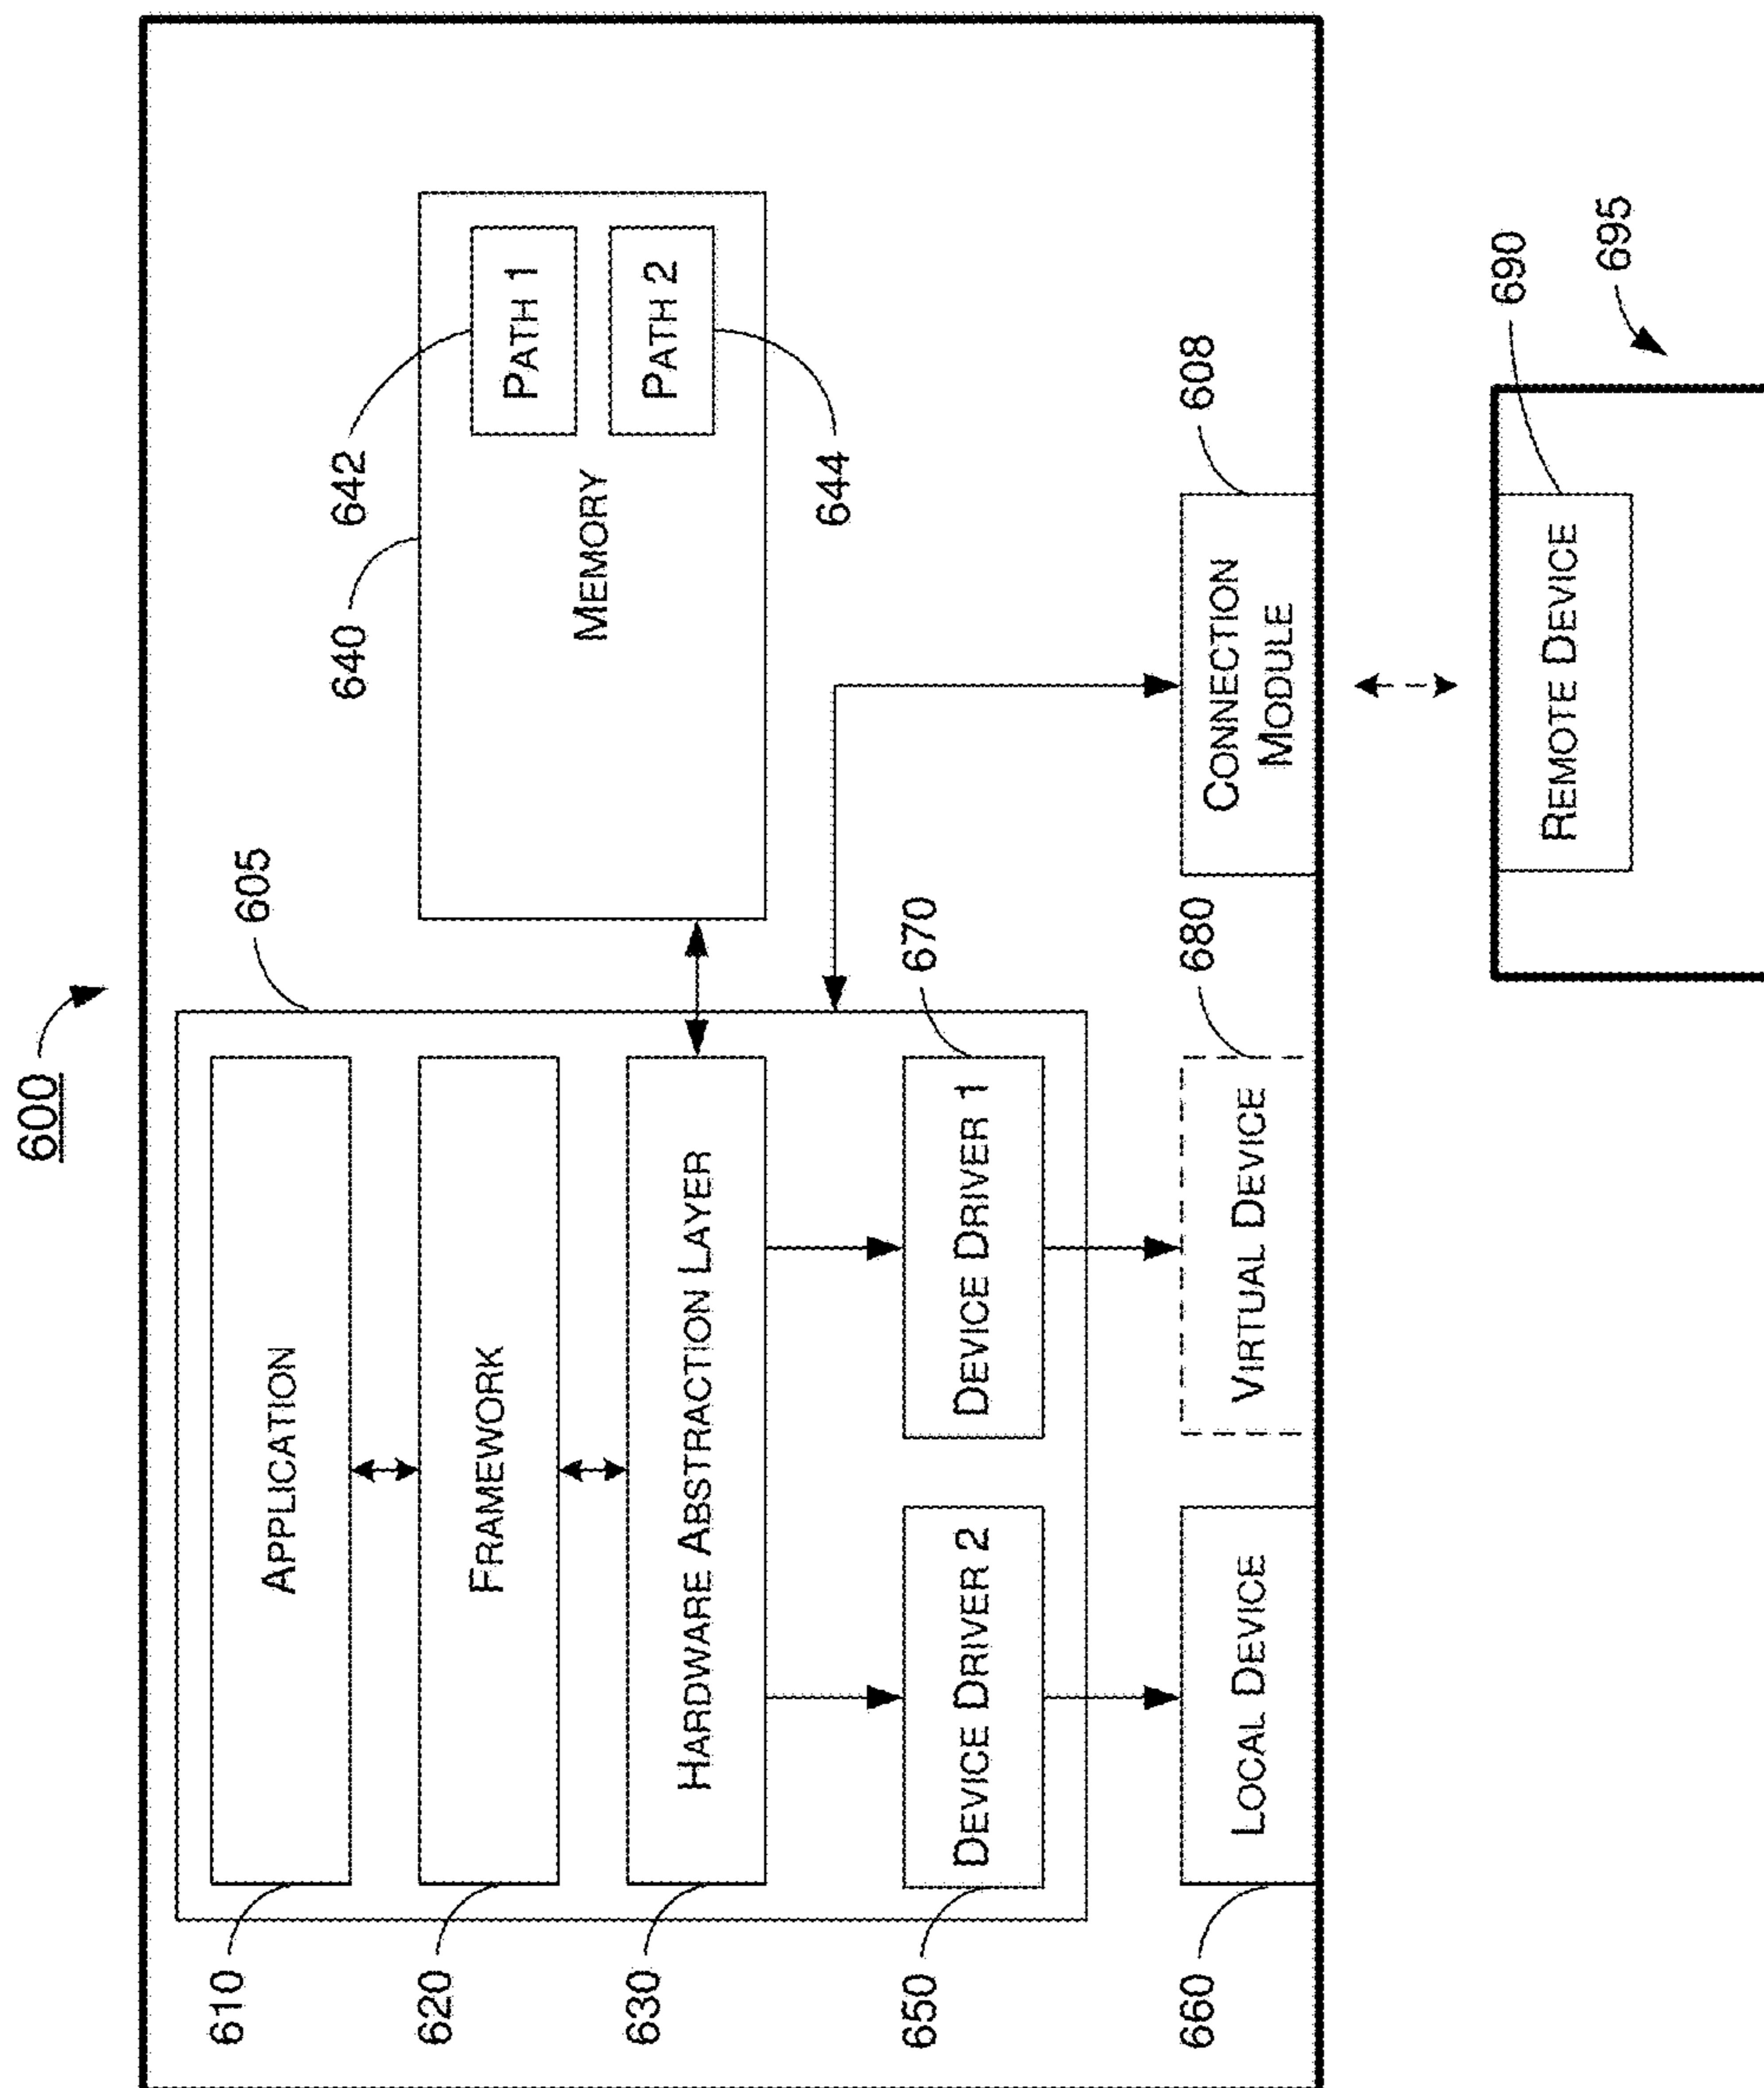 600
605
610
APPLICATION
620
FRAMEWORK
630
HARDWARE ABSTRACTION LAYER
640
MEMORY
642
PATH 1
PATH 2
644
650
DEVICE DRIVER 2
DEVICE DRIVER 1
670
660
LOCAL DEVICE
VIRTUAL DEVICE
680
CONNECTION
MODULE
608
REMOTE DEVICE
690
695